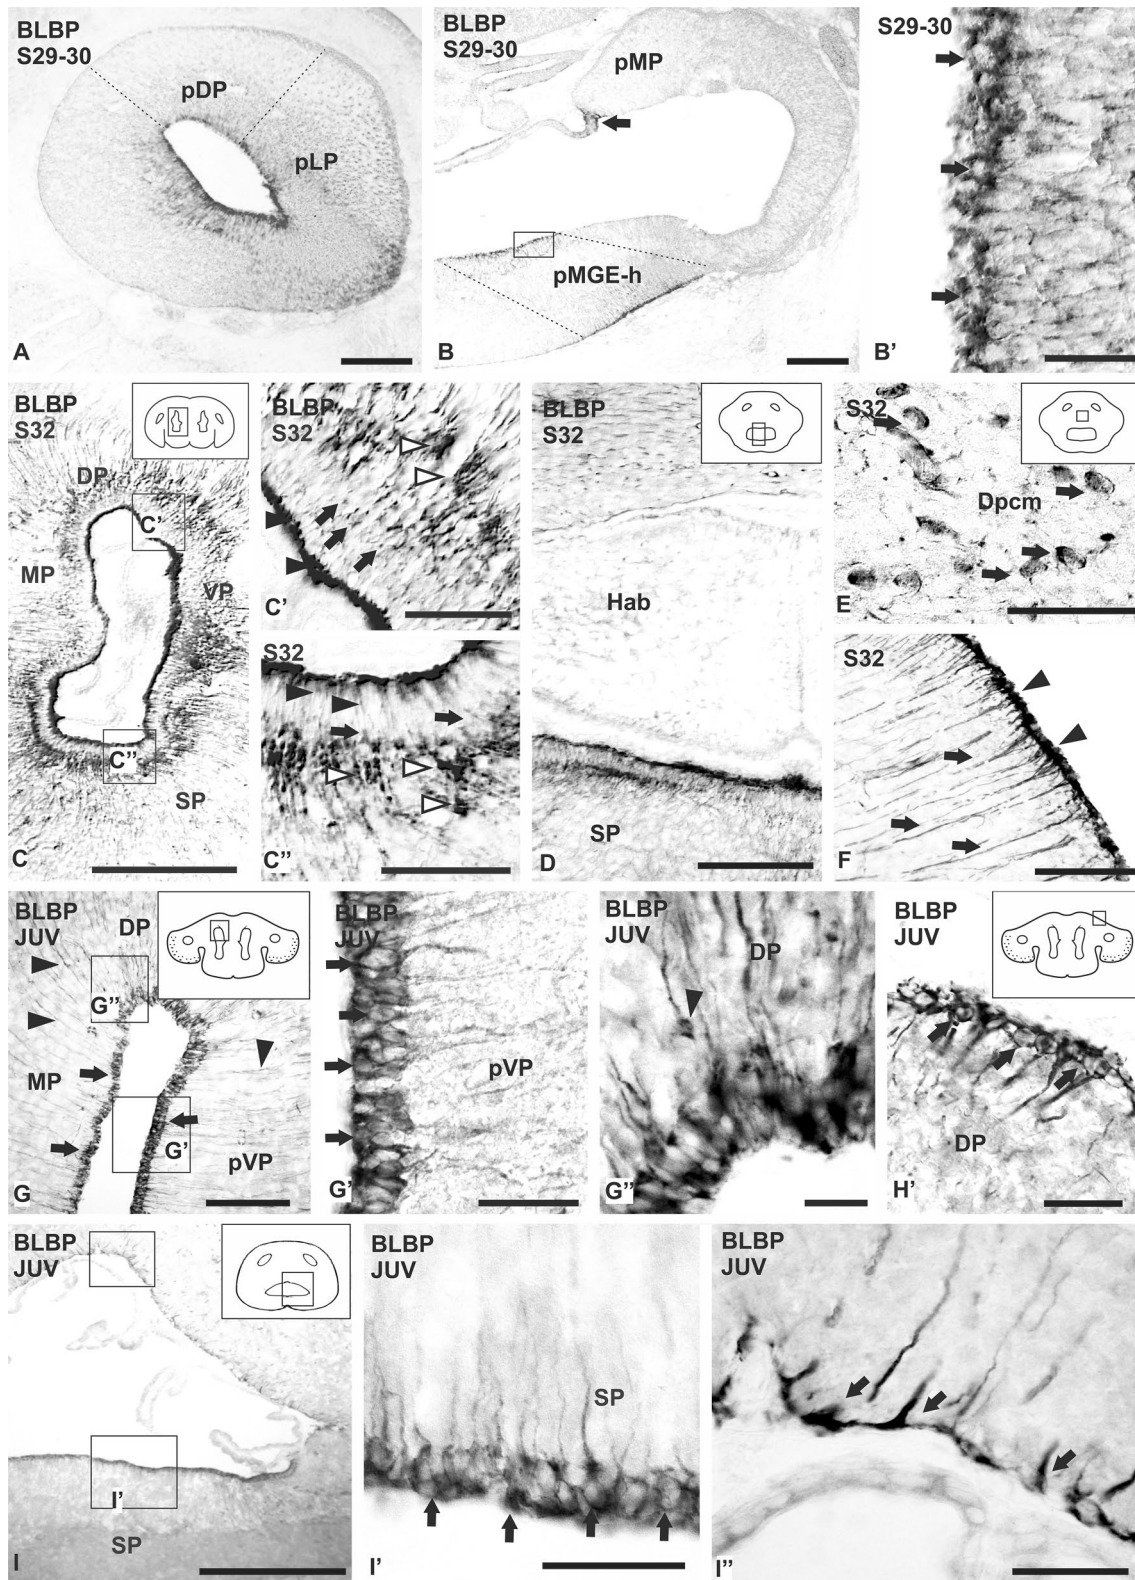 BLBP
S29-30
pDP
pLP
A
BLBP
S29-30
pMP
pMGE-h
B
S29-30
B’
BLBP
S32
DP
C’
MP
VP
C’’
SP
C
BLBP
S32
C’
S32
C’’
BLBP
S32
Hab
SP
D
S32
Dpcm
E
S32
F
BLBP
JUV
DP
G’’
MP
G’
pVP
G
BLBP
JUV
pVP
G’
BLBP
JUV
DP
G’’
BLBP
JUV
DP
H’
BLBP
JUV
I’
SP
I
BLBP
JUV
SP
I’
BLBP
JUV
I’’